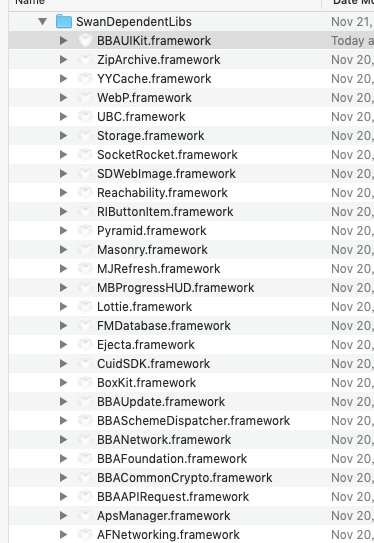 Name
SwanDependentLibs Nov 21,
BBAUIKit.framework Today a
ZipArchive.framework Nov 20,
YYCache.framework Nov 20,
WebP.framework Nov 20,
UBC.framework Nov 20,
Storage.framework Nov 20,
SocketRocket.framework Nov 20,
SDWebImage.framework Nov 20,
Reachability.framework Nov 20,
RIButtonItem.framework Nov 20,
Pyramid.framework Nov 20,
Masonry.framework Nov 20,
MJRefresh.framework Nov 20,
MBProgressHUD.framework Nov 20,
Lottie.framework Nov 20,
FMDatabase.framework Nov 20,
Ejecta.framework Nov 20,
CuidSDK.framework Nov 20,
BoxKit.framework Nov 20,
BBAUpdate.framework Nov 20,
BBASchemeDispatcher.framework Nov 20,
BBANetwork.framework Nov 20,
BBAFoundation.framework Nov 20,
BBACommonCrypto.framework Nov 20,
BBAAPIRequest.framework Nov 20,
ApsManager.framework Nov 20,
AFNetworking.framework Nov 20,